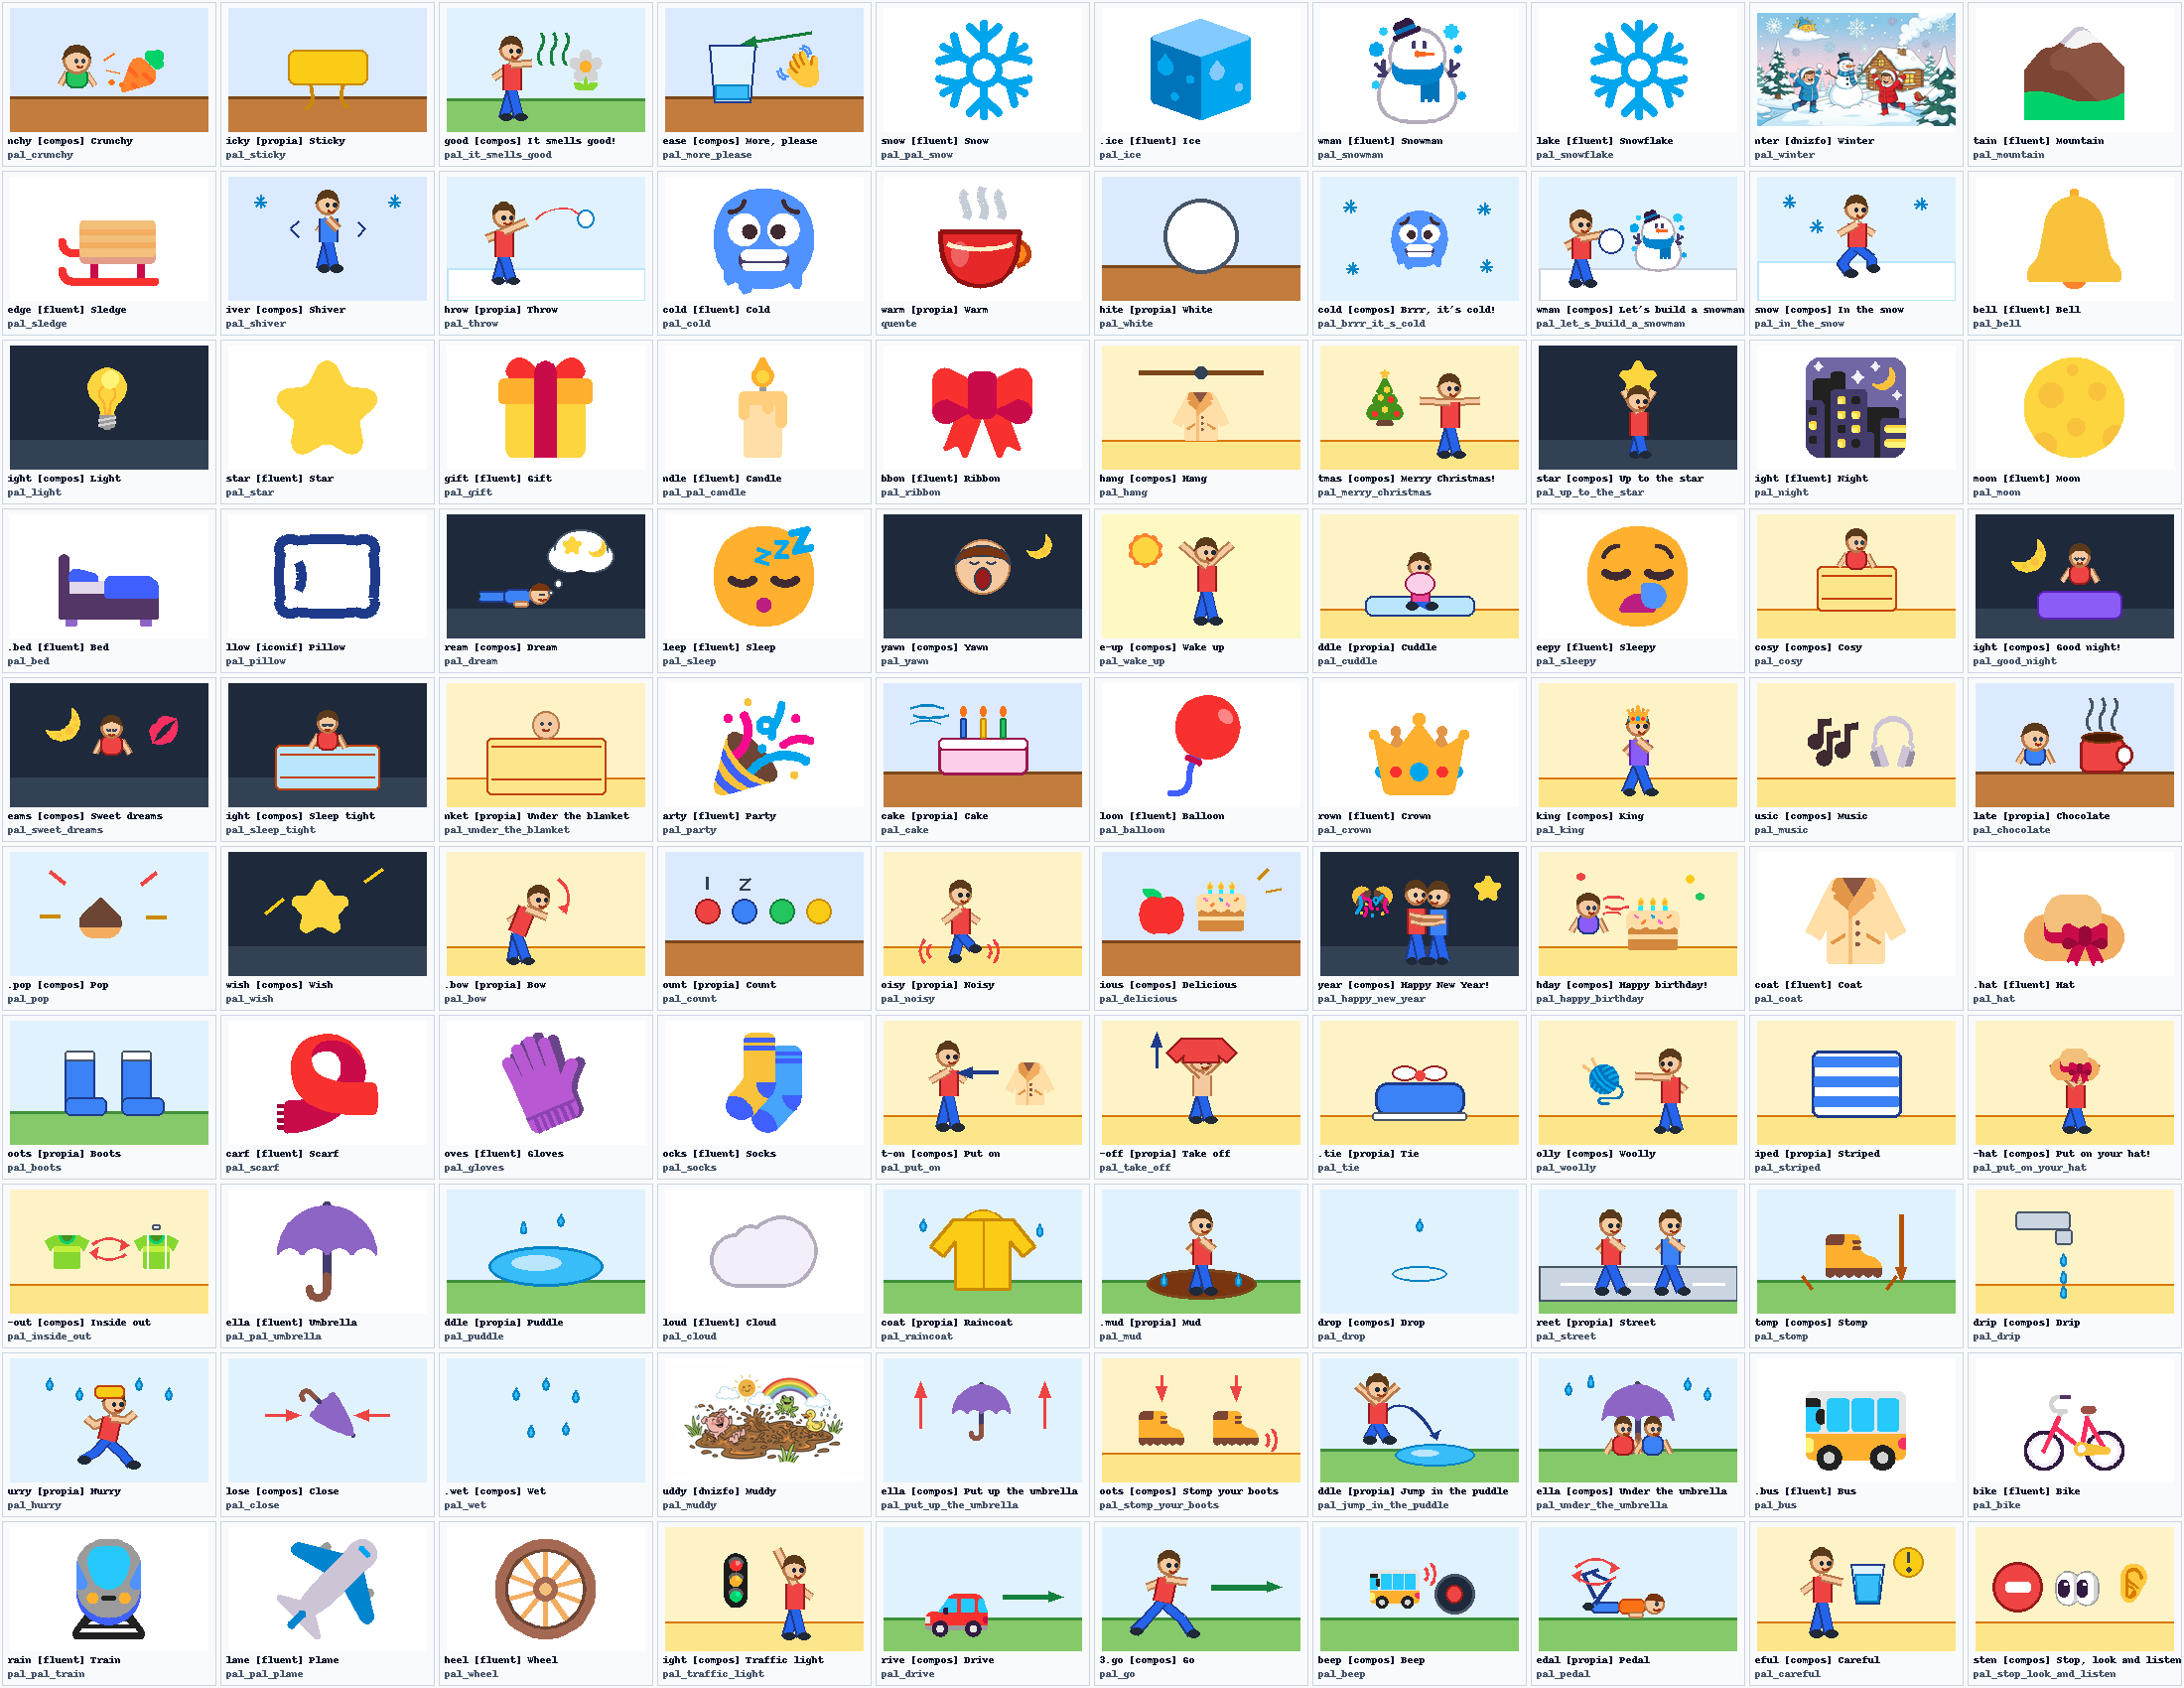 nchy [compos] Crunchy
pal_crunchy
icky [propia] Sticky
pal_sticky
good [compos] It smells good!
pal_it_smells_good
ease [compos] More, please
pal_more_please
snow [fluent] Snow
pal_pal_snow
.ice [fluent] Ice
pal_ice
wman [fluent] Snowman
pal_snowman
lake [fluent] Snowflake
pal_snowflake
nter [dnizfo] Winter
pal_winter
tain [fluent] Mountain
pal_mountain
edge [fluent] Sledge
pal_sledge
iver [compos] Shiver
pal_shiver
hrow [propia] Throw
pal_throw
cold [fluent] Cold
pal_cold
warm [propia] Warm
quente
hite [propia] White
pal_white
cold [compos] Brrr, it's cold!
pal_brrr_it_s_cold
wman [compos] Let's build a snowman
pal_let_s_build_a_snowman
snow [compos] In the snow
pal_in_the_snow
bell [fluent] Bell
pal_bell
ight [compos] Light
pal_light
star [fluent] Star
pal_star
gift [fluent] Gift
pal_gift
ndle [fluent] Candle
pal_pal_candle
bbon [fluent] Ribbon
pal_ribbon
hang [compos] Hang
pal_hang
tmas [compos] Merry Christmas!
pal_merry_christmas
star [compos] Up to the star
pal_up_to_the_star
ight [fluent] Night
pal_night
moon [fluent] Moon
pal_moon
.bed [fluent] Bed
pal_bed
llow [iconif] Pillow
pal_pillow
ream [compos] Dream
pal_dream
zzz
leep [fluent] Sleep
pal_sleep
yawn [compos] Yawn
pal_yawn
e-up [compos] Wake up
pal_wake_up
ddle [propia] Cuddle
pal_cuddle
eepy [fluent] Sleepy
pal_sleepy
cosy [compos] Cosy
pal_cosy
ight [compos] Good night!
pal_good_night
eams [compos] Sweet dreams
pal_sweet_dreams
ight [compos] Sleep tight
pal_sleep_tight
nket [propia] Under the blanket
pal_under_the_blanket
arty [fluent] Party
pal_party
cake [propia] Cake
pal_cake
loon [fluent] Balloon
pal_balloon
rown [fluent] Crown
pal_crown
king [compos] King
pal_king
usic [compos] Music
pal_music
late [propia] Chocolate
pal_chocolate
.pop [compos] Pop
pal_pop
wish [compos] Wish
pal_wish
.bow [propia] Bow
pal_bow
ount [propia] Count
pal_count
oisy [propia] Noisy
pal_noisy
ious [compos] Delicious
pal_delicious
year [compos] Happy New Year!
pal_happy_new_year
hday [compos] Happy birthday!
pal_happy_birthday
coat [fluent] Coat
pal_coat
.hat [fluent] Hat
pal_hat
oots [propia] Boots
pal_boots
carf [fluent] Scarf
pal_scarf
oves [fluent] Gloves
pal_gloves
ocks [fluent] Socks
pal_socks
t-on [compos] Put on
pal_put_on
-off [propia] Take off
pal_take_off
.tie [propia] Tie
pal_tie
olly [compos] Woolly
pal_woolly
iped [propia] Striped
pal_striped
-hat [compos] Put on your hat!
pal_put_on_your_hat
-out [compos] Inside out
pal_inside_out
ella [fluent] Umbrella
pal_pal_umbrella
ddle [propia] Puddle
pal_puddle
loud [fluent] Cloud
pal_cloud
coat [propia] Raincoat
pal_raincoat
.mud [propia] Mud
pal_mud
drop [compos] Drop
pal_drop
reet [propia] Street
pal_street
tomp [compos] Stomp
pal_stomp
drip [compos] Drip
pal_drip
urry [propia] Hurry
pal_hurry
lose [compos] Close
pal_close
.wet [compos] Wet
pal_wet
uddy [dnizfo] Muddy
pal_muddy
ella [compos] Put up the umbrella
pal_put_up_the_umbrella
oots [compos] Stomp your boots
pal_stomp_your_boots
ddle [propia] Jump in the puddle
pal_jump_in_the_puddle
ella [compos] Under the umbrella
pal_under_the_umbrella
.bus [fluent] Bus
pal_bus
bike [fluent] Bike
pal_bike
rain [fluent] Train
pal_pal_train
lane [fluent] Plane
pal_pal_plane
heel [fluent] Wheel
pal_wheel
ight [compos] Traffic light
pal_traffic_light
rive [compos] Drive
pal_drive
3.go [compos] Go
pal_go
beep [compos] Beep
pal_beep
edal [propia] Pedal
pal_pedal
eful [compos] Careful
pal_careful
sten [compos] Stop, look and listen
pal_stop_look_and_listen